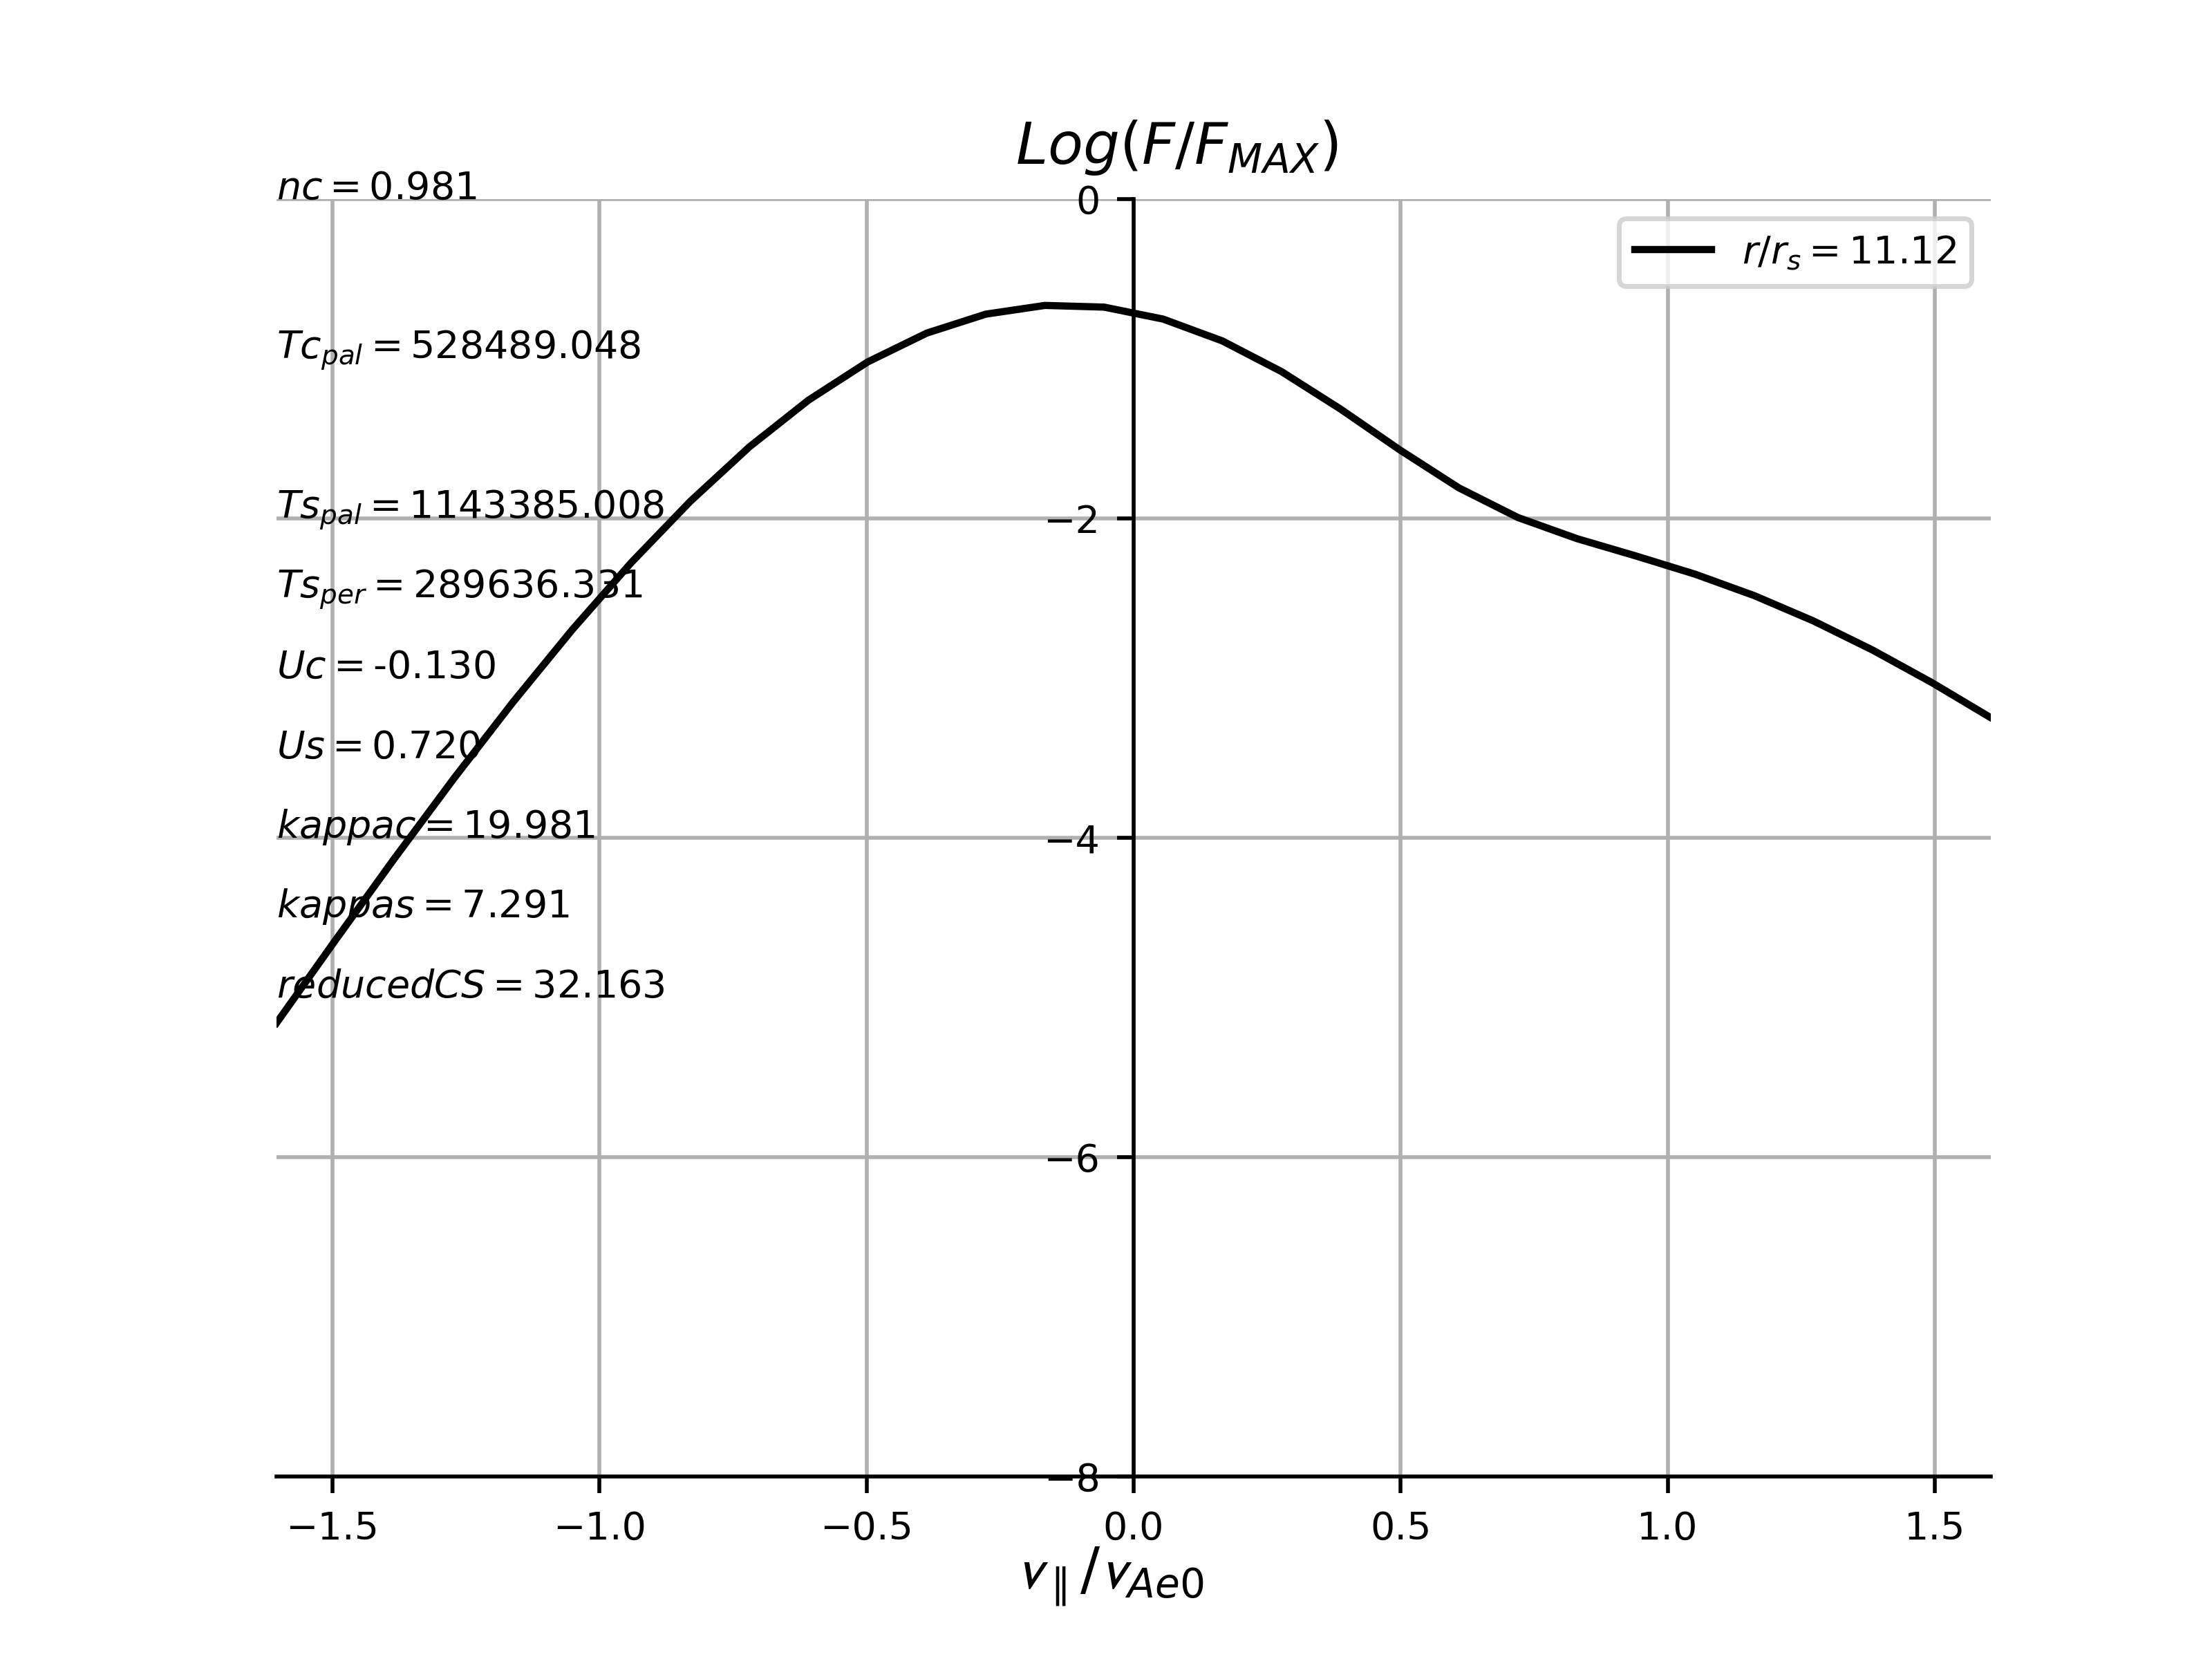 Log(F/F_MAX)
nc = 0.981
0
r/r_s = 11.12
Tc_pal = 528489.048
Ts_pal = 1143385.008
−2
Ts_per = 289636.331
Uc = -0.130
Us = 0.720
kappac = 19.981
−4
kappas = 7.291
reducedCS = 32.163
−6
−8
−1.5 −1.0 −0.5 0.0 0.5 1.0 1.5
v_∥/v_Ae0